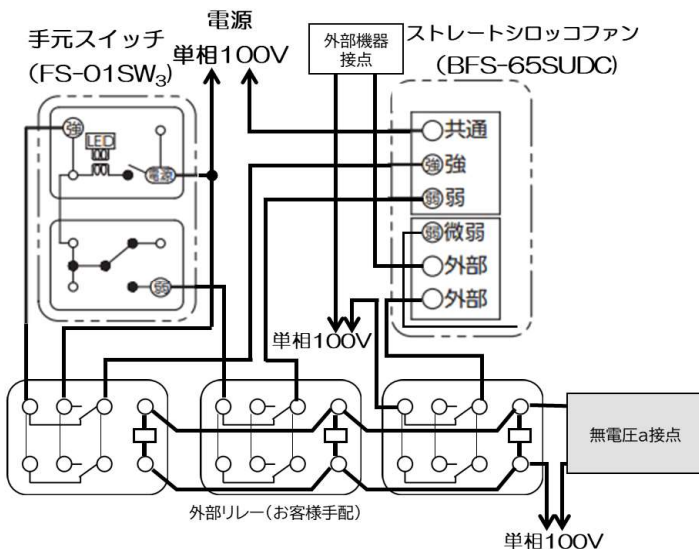 電源
単相100V
手元スイッチ
(FS-01SW₃)
外部機器
接点
ストレートシロッコファン
(BFS-65SUDC)
強
LED
電源
弱
共通
強 強
弱 弱
弱 微弱
外部
外部
単相100V
無電圧a接点
外部リレー(お客様手配)
単相100V